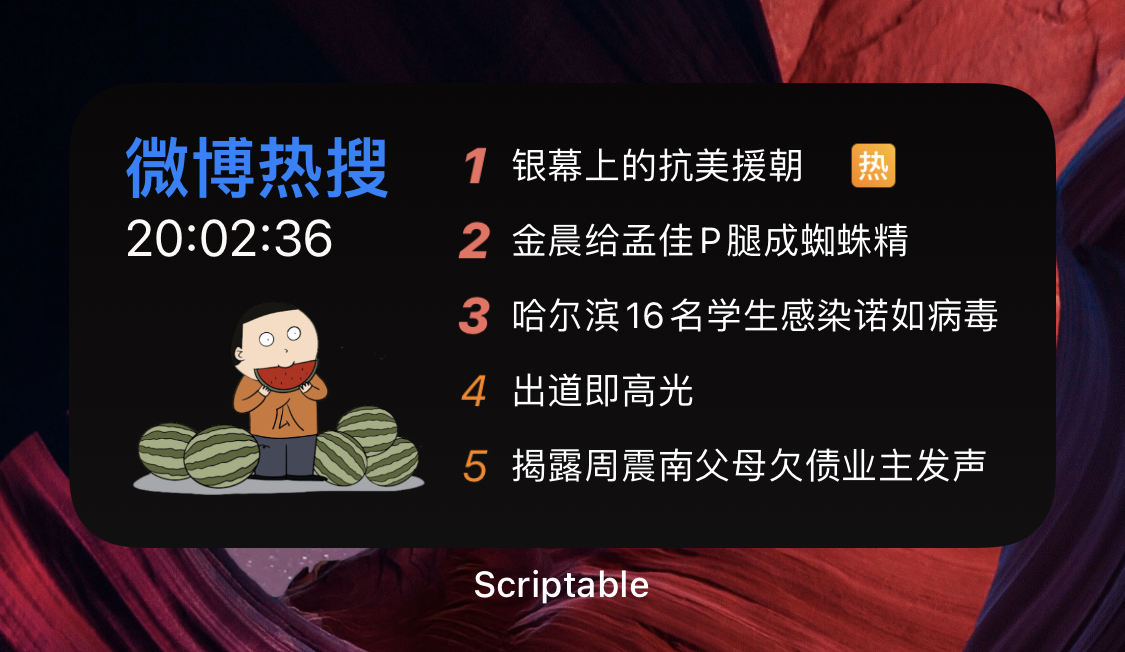 微博热搜
20:02:36
瓜
1 银幕上的抗美援朝 热
2 金晨给孟佳P腿成蜘蛛精
3 哈尔滨16名学生感染诺如病毒
4 出道即高光
5 揭露周震南父母欠债业主发声
Scriptable